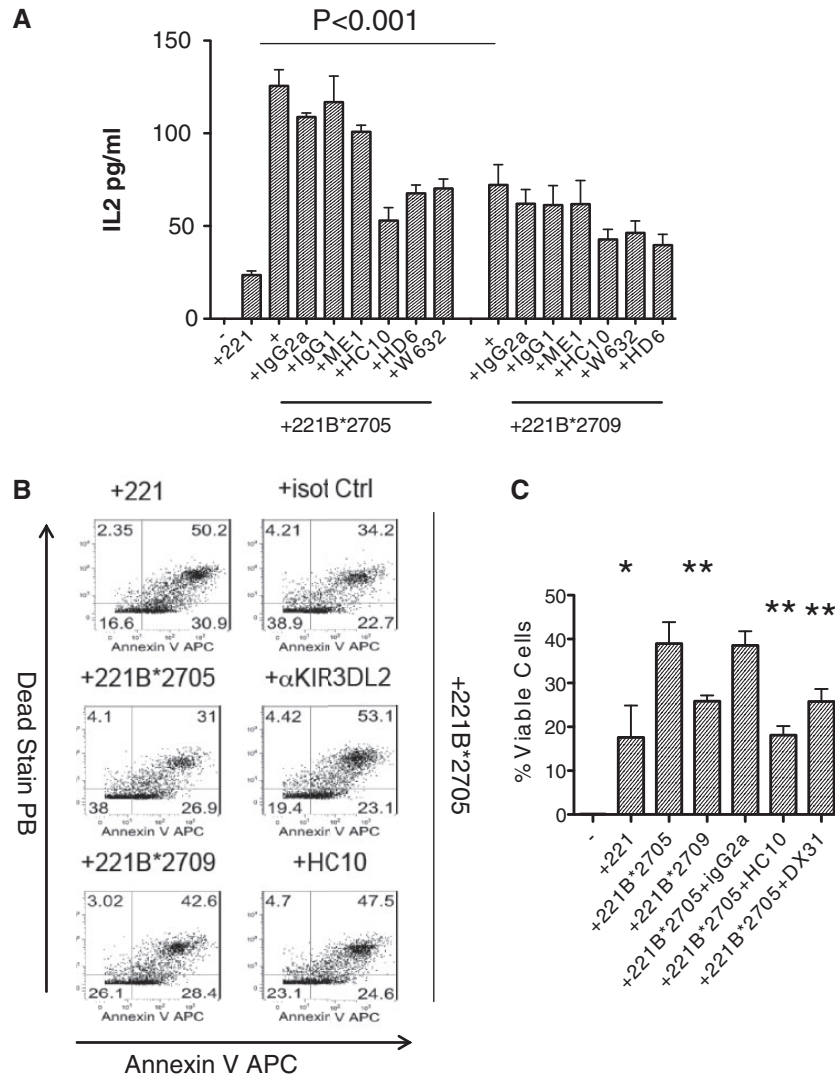 A
P<0.001
150
100
50
0
IL2 pg/ml
-
+221
+
+IgG2a
+IgG1
+ME1
+HC10
+HD6
+W632
+
+IgG2a
+IgG1
+ME1
+HC10
+W632
+HD6
+221B*2705
+221B*2709
B
+221
+isot Ctrl
2.35 50.2
16.6 30.9
Annexin V APC
4.21 34.2
38.9 22.7
Annexin V APC
+221B*2705
+αKIR3DL2
4.1 31
38 26.9
Annexin V APC
4.42 53.1
19.4 23.1
Annexin V APC
+221B*2709
+HC10
3.02 42.6
26.1 28.4
Annexin V APC
4.7 47.5
23.1 24.6
Annexin V APC
Dead Stain PB
Annexin V APC
+221B*2705
C
* ** ** **
50
40
30
20
10
0
% Viable Cells
-
+221
+221B*2705
+221B*2709
+221B*2705+igG2a
+221B*2705+HC10
+221B*2705+DX31